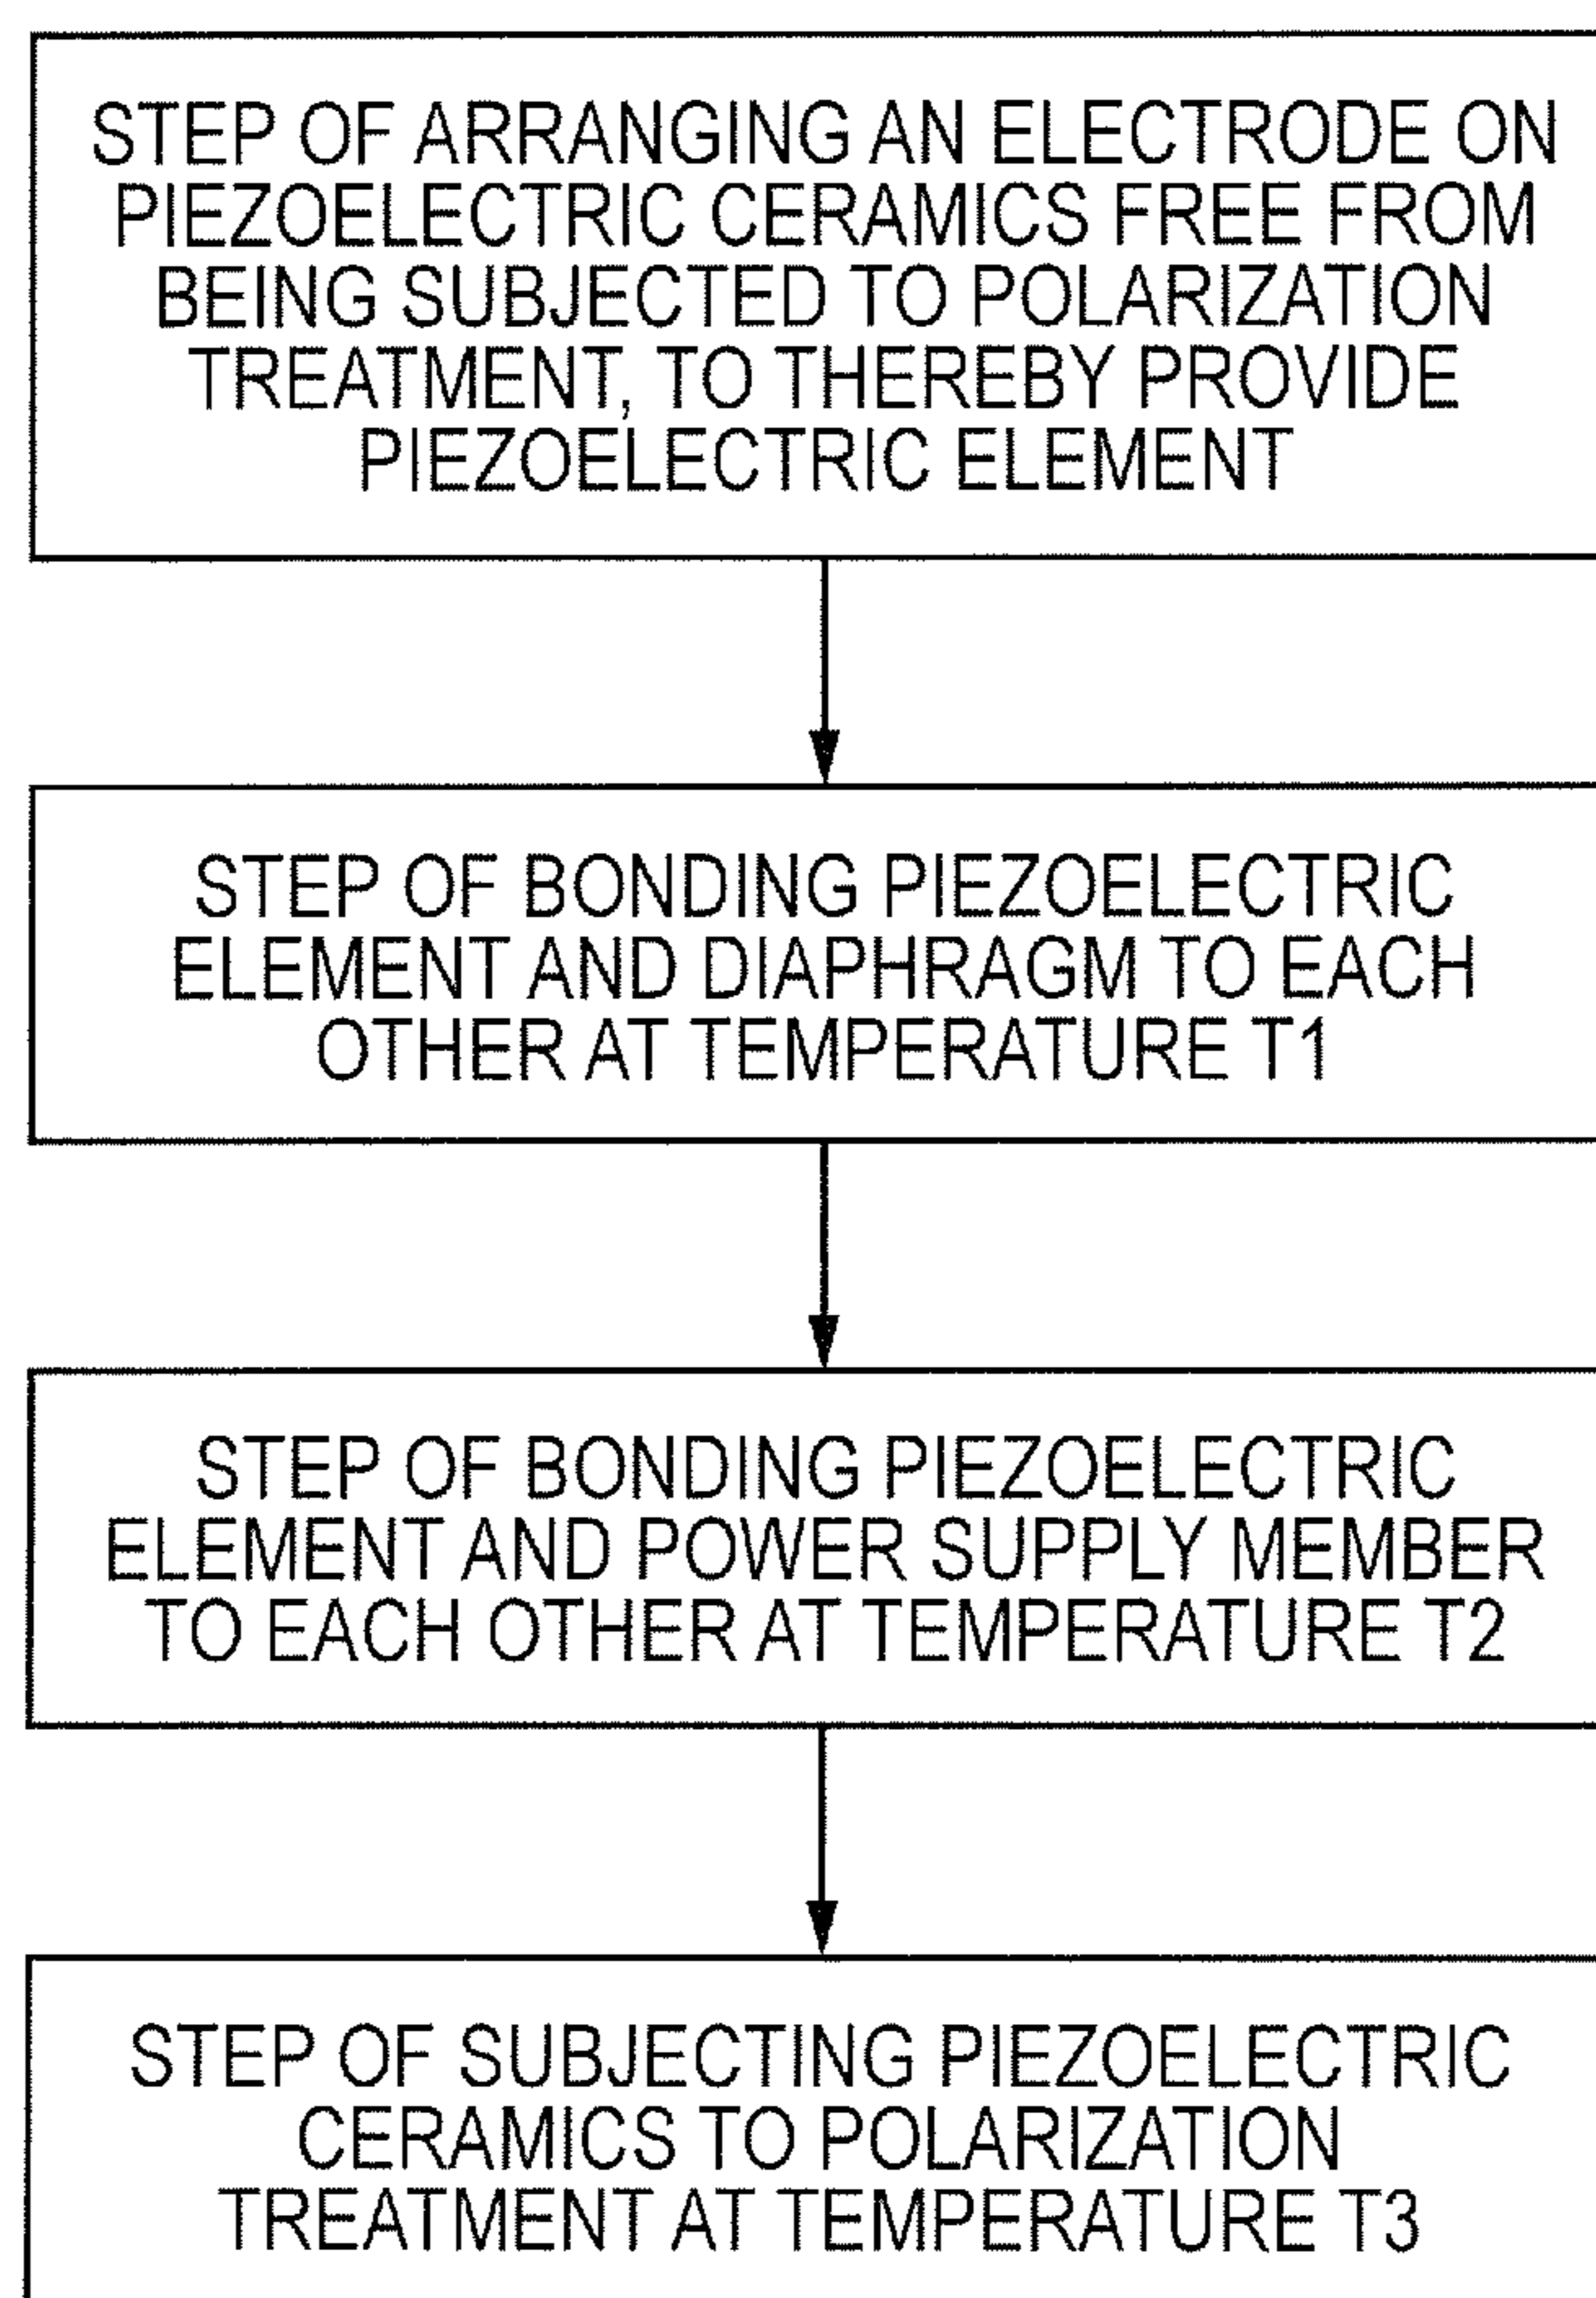 STEP OF ARRANGING AN ELECTRODE ON
PIEZOELECTRIC CERAMICS FREE FROM
BEING SUBJECTED TO POLARIZATION
TREATMENT, TO THEREBY PROVIDE
PIEZOELECTRIC ELEMENT
STEP OF BONDING PIEZOELECTRIC
ELEMENT AND DIAPHRAGM TO EACH
OTHER AT TEMPERATURE T1
STEP OF BONDING PIEZOELECTRIC
ELEMENT AND POWER SUPPLY MEMBER
TO EACH OTHER AT TEMPERATURE T2
STEP OF SUBJECTING PIEZOELECTRIC
CERAMICS TO POLARIZATION
TREATMENT AT TEMPERATURE T3